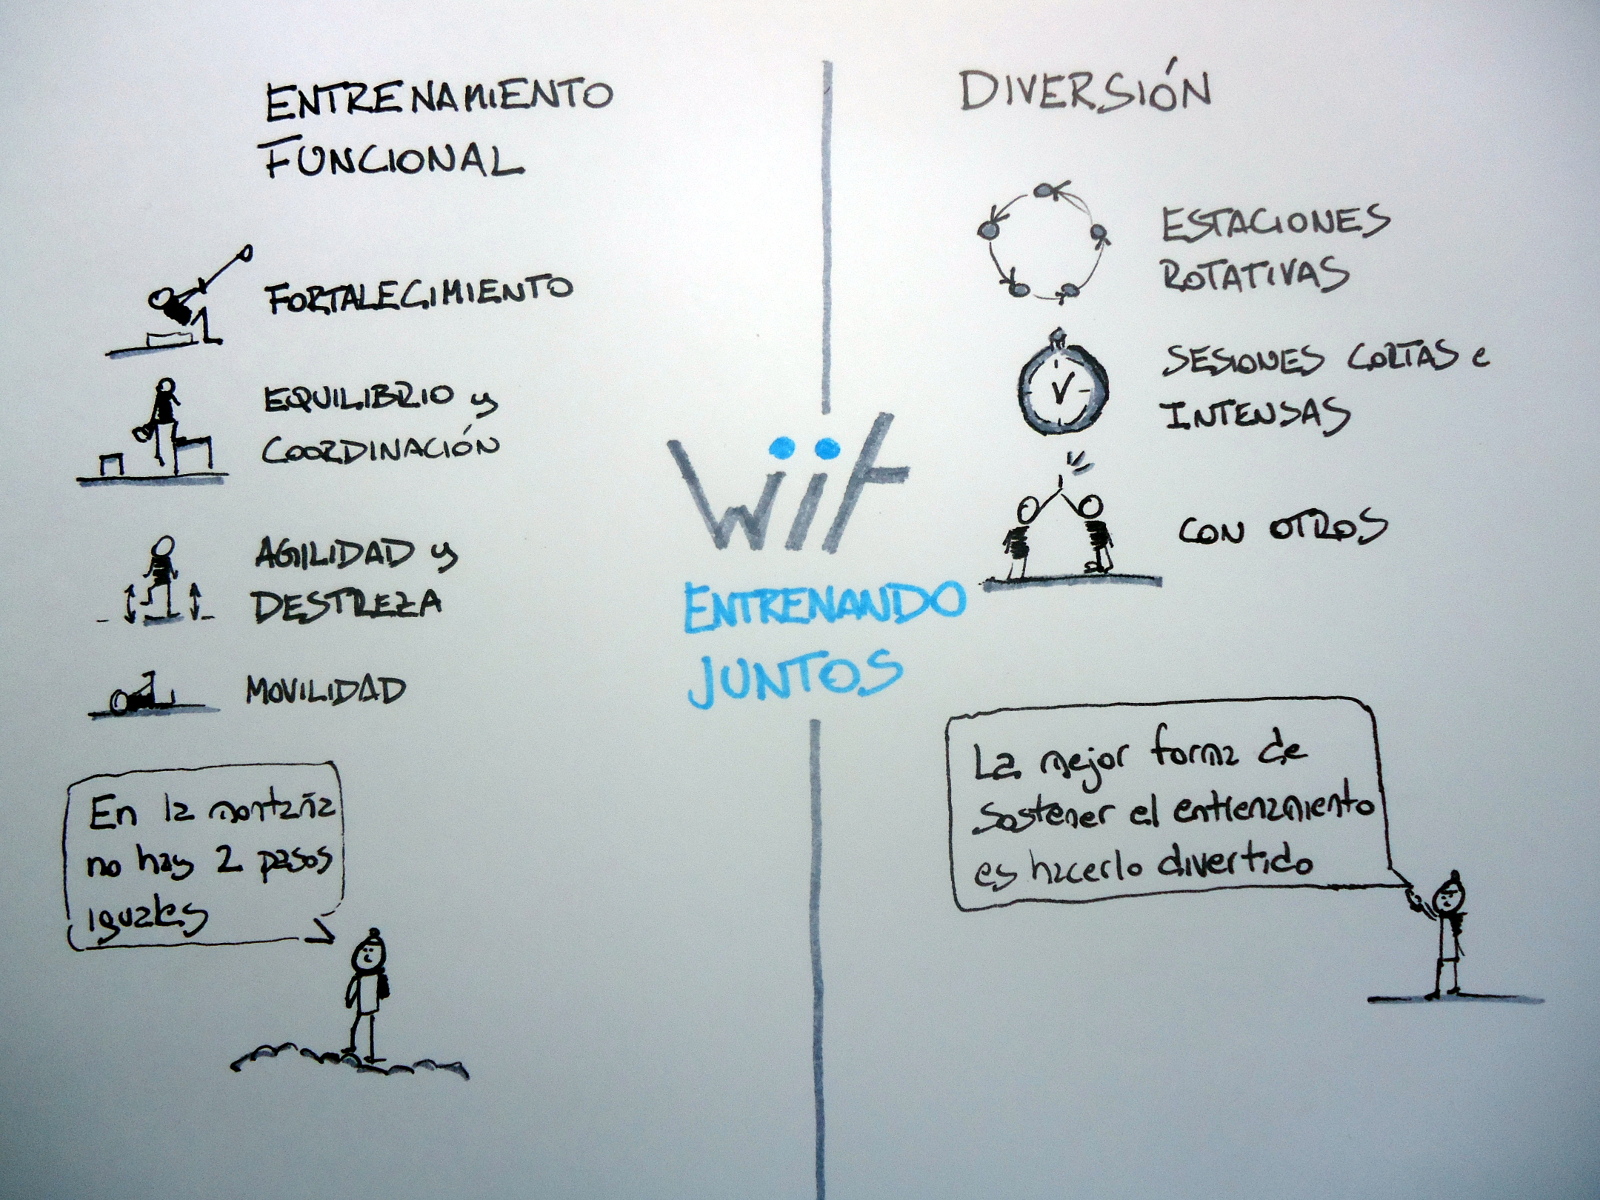 ENTRENAMIENTO
FUNCIONAL
FORTALECIMIENTO
EQUILIBRIO y
COORDINACIÓN
AGILIDAD y
DESTREZA
MOVILIDAD
En la montaña
no hay 2 pasos
iguales
wiit
ENTRENANDO
JUNTOS
DIVERSIÓN
ESTACIONES
ROTATIVAS
SESIONES CORTAS e
INTENSAS
CON OTROS
La mejor forma de
sostener el entrenamiento
es hacerlo divertido